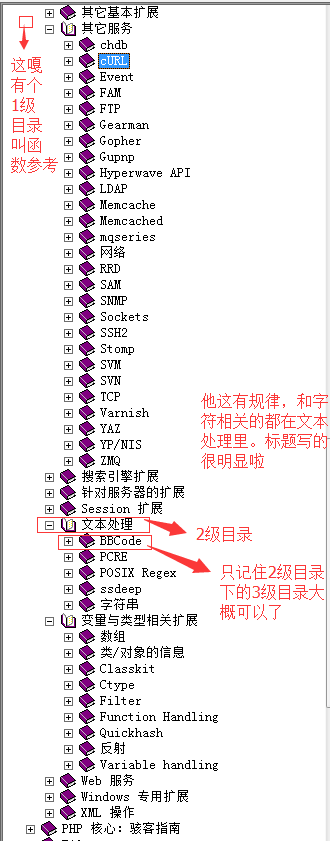 其它基本扩展
其它服务
chdb
cURL
Event
FAM
FTP
Gearman
Gopher
Gupnp
Hyperwave API
LDAP
Memcache
Memcached
mqseries
网络
RRD
SAM
SNMP
Sockets
SSH2
Stomp
SVM
SVN
TCP
Varnish
YAZ
YP/NIS
ZMQ
搜索引擎扩展
针对服务器的扩展
Session 扩展
文本处理
BBCode
PCRE
POSIX Regex
ssdeep
字符串
变量与类型相关扩展
数组
类/对象的信息
Classkit
Ctype
Filter
Function Handling
Quickhash
反射
Variable handling
Web 服务
Windows 专用扩展
XML 操作
PHP 核心：骇客指南
这嘎
有个
1级
目录
叫函
数参考
他这有规律，和字
符相关的都在文本
处理里。标题写的
很明显啦
2级目录
只记住2级目录
下的3级目录大
概可以了